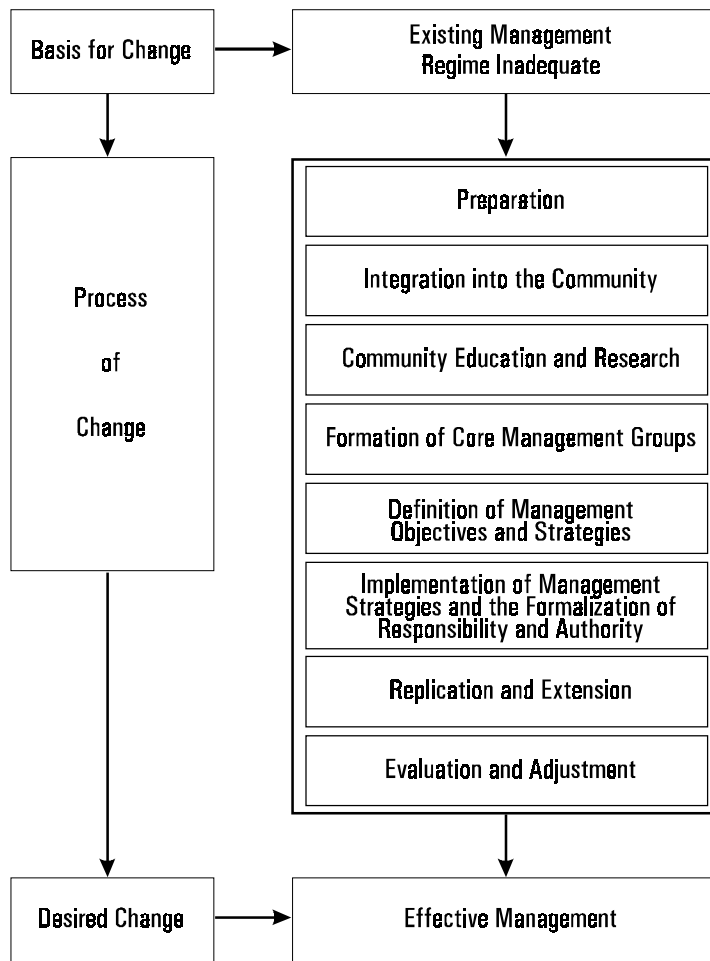 Basis for Change
Existing Management
Regime Inadequate
Process
of
Change
Preparation
Integration into the Community
Community Education and Research
Formation of Core Management Groups
Definition of Management
Objectives and Strategies
Implementation of Management
Strategies and the Formalization of
Responsibility and Authority
Replication and Extension
Evaluation and Adjustment
Desired Change
Effective Management